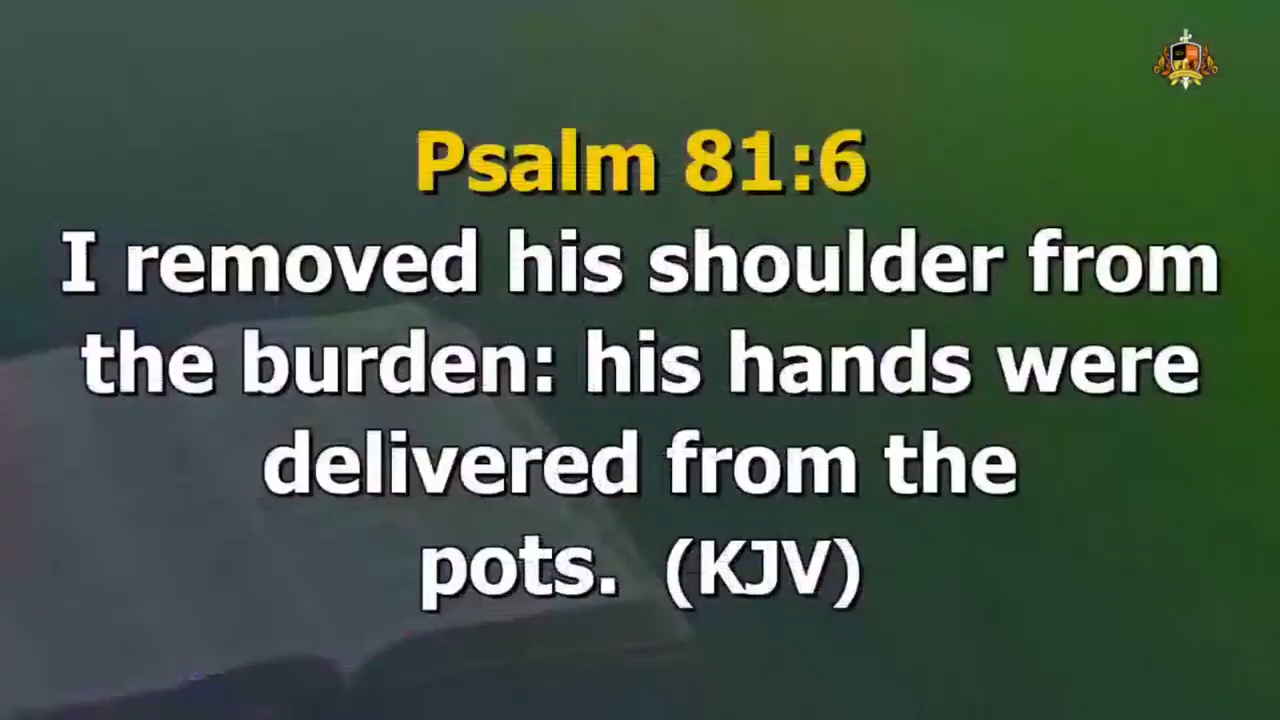 Psalm 81:6
I removed his shoulder from
the burden: his hands were
delivered from the
pots.  (KJV)